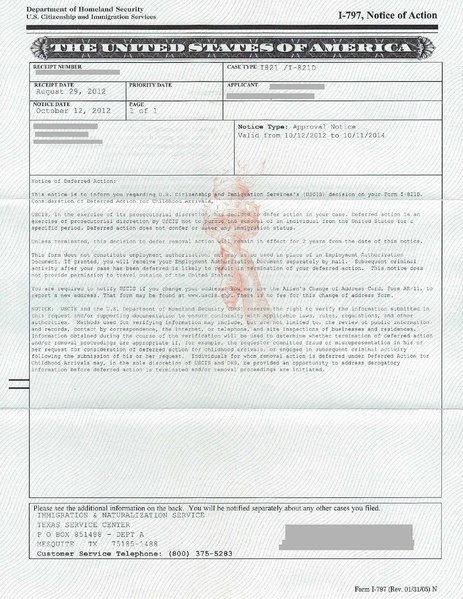 Department of Homeland Security
U.S. Citizenship and Immigration Services
I-797, Notice of Action
THE UNITED STATES OF AMERICA
RECEIPT NUMBER
CASE TYPE I821 /I-821D
RECEIPT DATE
August 29, 2012
PRIORITY DATE
APPLICANT
NOTICE DATE
October 12, 2012
PAGE
1 of 1
Notice Type: Approval Notice
Valid from 10/12/2012 to 10/11/2014
Notice of Deferred Action:
This notice is to inform you regarding U.S. Citizenship and Immigration Services's (USCIS) decision on your Form I-821D,
Consideration of Deferred Action for Childhood Arrivals.
USCIS, in the exercise of its prosecutorial discretion, has decided to defer action in your case. Deferred action is an
exercise of prosecutorial discretion by USCIS not to pursue the removal of an individual from the United States for a
specific period. Deferred action does not confer or alter any immigration status.
Unless terminated, this decision to defer removal action will remain in effect for 2 years from the date of this notice.
This form does not constitute employment authorization, nor may it be used in place of an Employment Authorization
Document. If granted, you will receive your Employment Authorization Document separately by mail. Subsequent criminal
activity after your case has been deferred is likely to result in termination of your deferral. This notice does
not provide permission to travel outside of the United States.
You are required to notify USCIS if you change your address. You must use the Alien's Change of Address Card, Form AR-11, to
report a new address. That form may be found at www.uscis.gov. There is no fee for this change of address form.
NOTICE: USCIS and the U.S. Department of Homeland Security (DHS) reserve the right to verify the information submitted in
this request and/or supporting documentation to ensure conformity with applicable laws, rules, regulations, and other
authorities. Methods used for verifying information may include, but are not limited to, the review of public information
and records, contact by correspondence, the internet, or telephone, and site inspections of businesses and residences.
Information obtained during the course of the verification will be used to determine whether termination of deferred action
and/or removal proceedings are appropriate if, for example, the requestor committed fraud or misrepresentation in his or
her request for consideration of deferred action for childhood arrivals, or engaged in subsequent criminal activity
following the submission of his or her request. Individuals for whom removal action is deferred under Deferred Action for
Childhood Arrivals may, in the sole discretion of USCIS and DHS, be provided an opportunity to address derogatory
information before deferred action is terminated and/or removal proceedings are initiated.
Please see the additional information on the back. You will be notified separately about any other cases you filed.
IMMIGRATION & NATURALIZATION SERVICE
TEXAS SERVICE CENTER
P O BOX 851488 - DEPT A
MESQUITE TX 75185-1488
Customer Service Telephone: (800) 375-5283
Form I-797 (Rev. 01/31/05) N